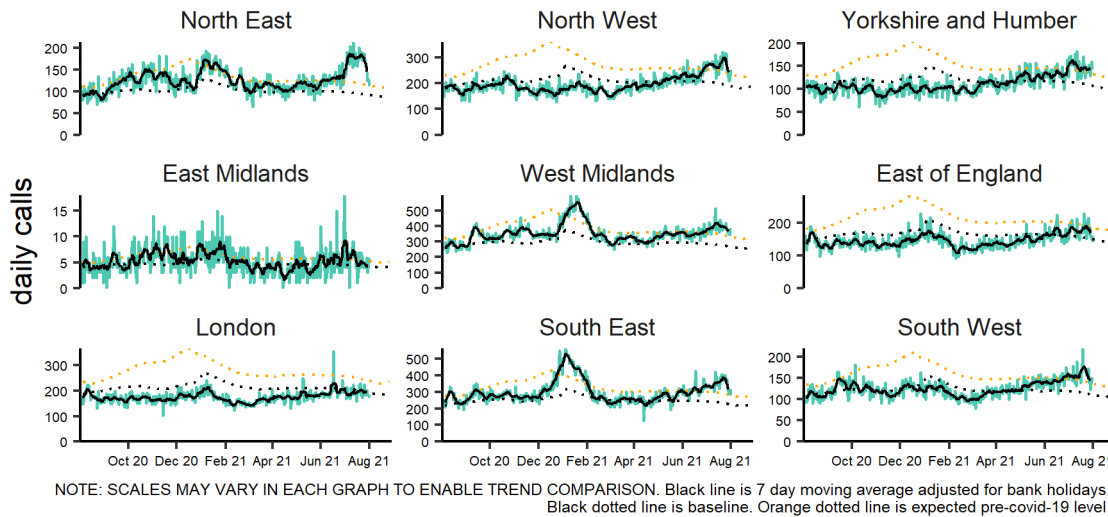 North East
North West
Yorkshire and Humber
200
150
100
50
0
300
200
100
0
200
150
100
50
0
East Midlands
West Midlands
East of England
daily calls
15
10
5
0
500
400
300
200
100
0
200
100
0
London
South East
South West
300
200
100
0
500
400
300
200
100
0
200
150
100
50
0
Oct 20 Dec 20 Feb 21 Apr 21 Jun 21 Aug 21
Oct 20 Dec 20 Feb 21 Apr 21 Jun 21 Aug 21
Oct 20 Dec 20 Feb 21 Apr 21 Jun 21 Aug 21
NOTE: SCALES MAY VARY IN EACH GRAPH TO ENABLE TREND COMPARISON. Black line is 7 day moving average adjusted for bank holidays.
Black dotted line is baseline. Orange dotted line is expected pre-covid-19 level